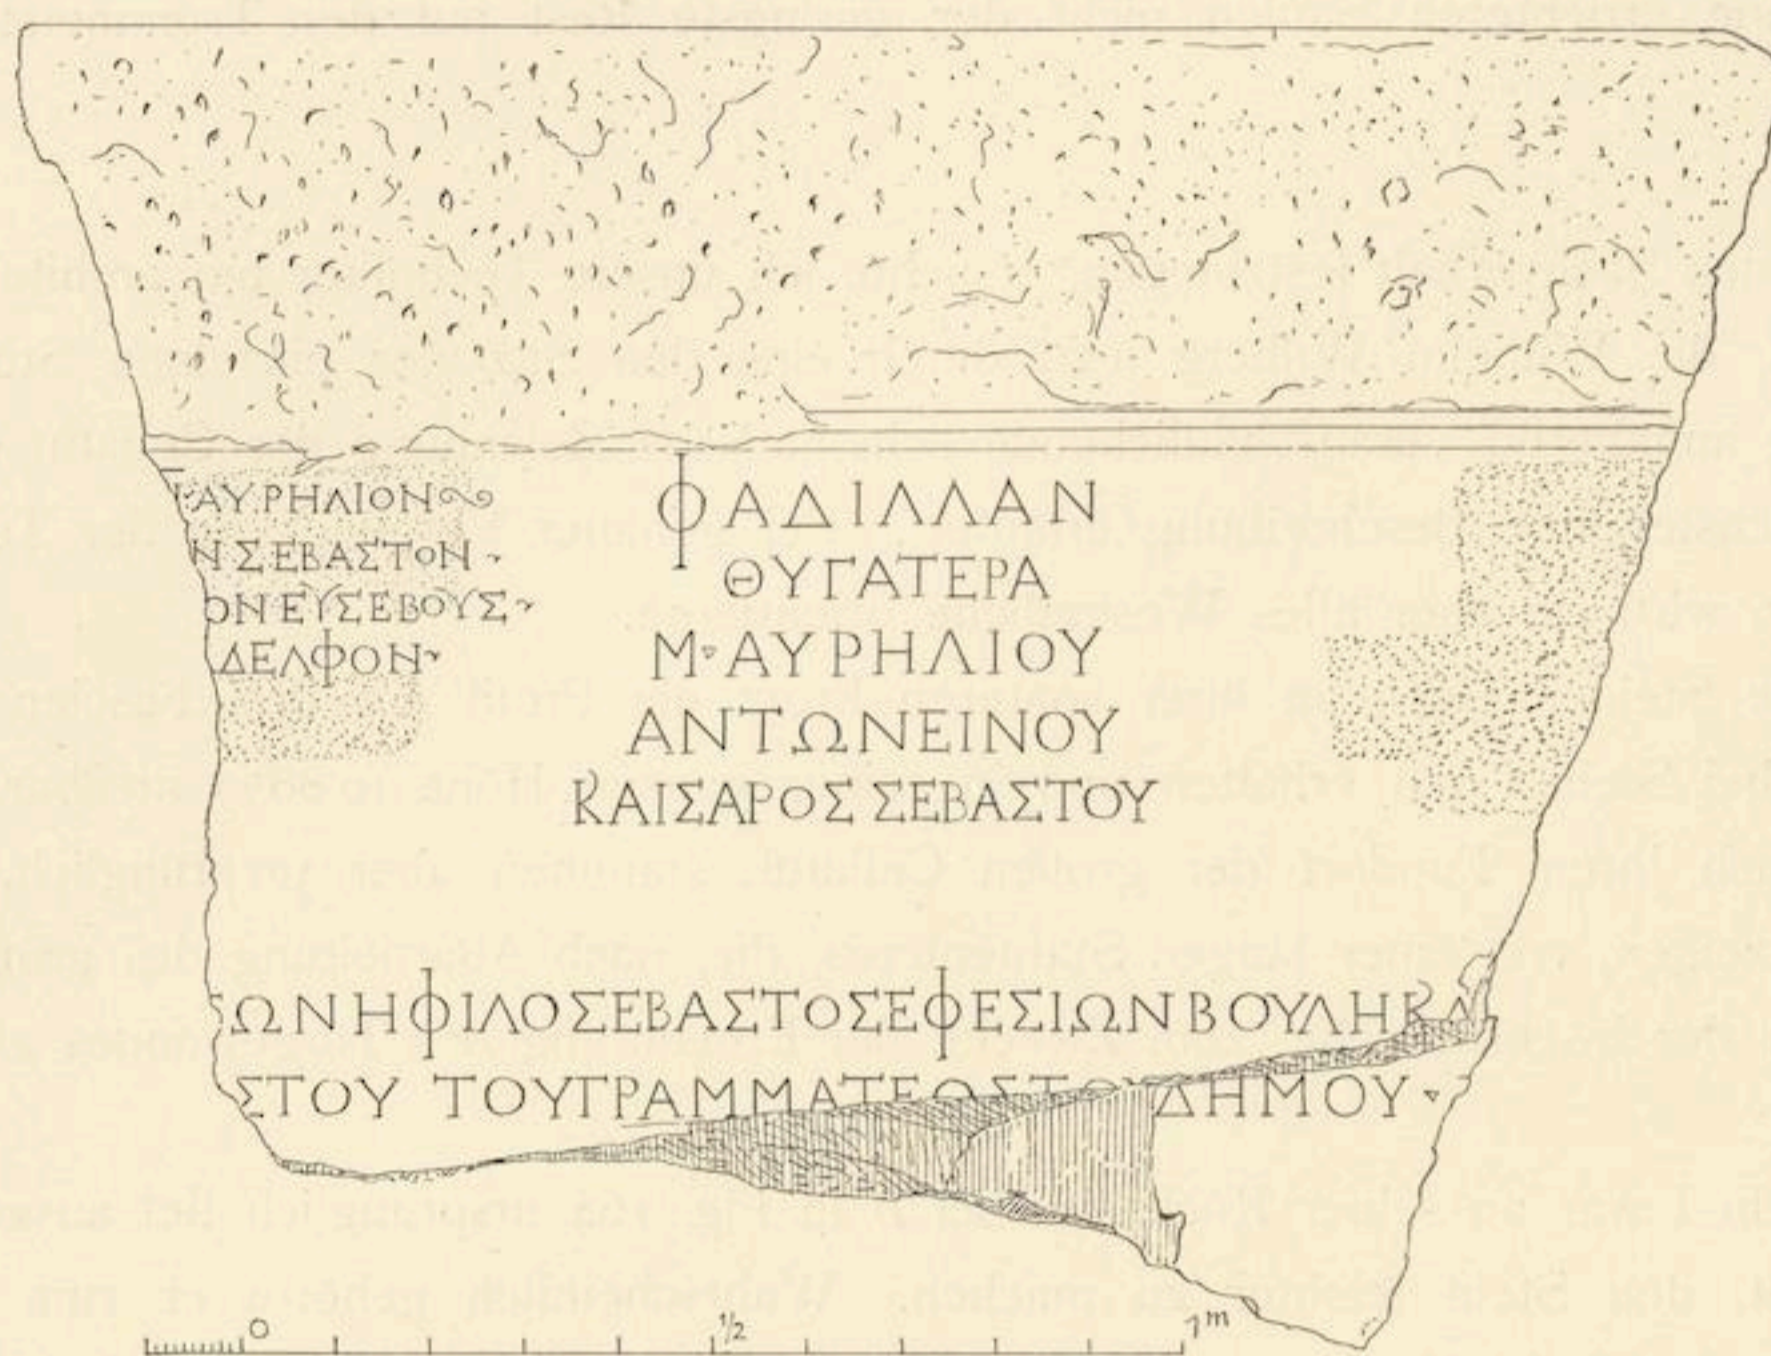 ΑΥΡΗΛΙΟΝ
Ν ΣΕΒΑΣΤΟΝ
ΟΝ ΕΥΣΕΒΟΥΣ
ΔΕΛΦΟΝ
ΦΑΔΙΛΛΑΝ
ΘΥΓΑΤΕΡΑ
Μ ΑΥΡΗΛΙΟΥ
ΑΝΤΩΝΕΙΝΟΥ
ΚΑΙΣΑΡΟΣ ΣΕΒΑΣΤΟΥ
ΩΝΗΦΙΛΟΣΕΒΑΣΤΟΣΕΦΕΣΙΩΝΒΟΥΛΗΚΑ
ΣΤΟΥ ΤΟΥΓΡΑΜΜΑΤΕΩΣΤΟΥΔΗΜΟΥ
0 1/2 1m